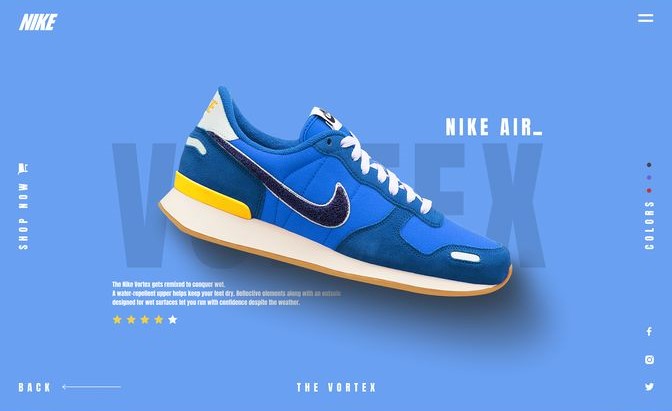 NIKE
NIKE AIR_
VORTEX
SHOP NOW
COLORS
The Nike Vortex gets remixed to conquer wet.
A water-repellent upper helps keep your feet dry. Reflective elements along with an outsole
designed for wet surfaces let you run with confidence despite the weather.
BACK
THE VORTEX